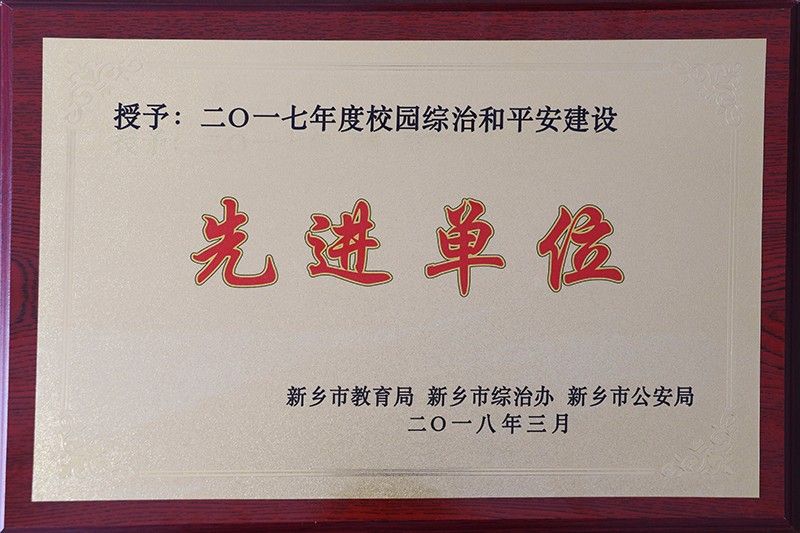 授予：二〇一七年度校园综治和平安建设
先进单位
新乡市教育局 新乡市综治办 新乡市公安局
二〇一八年三月